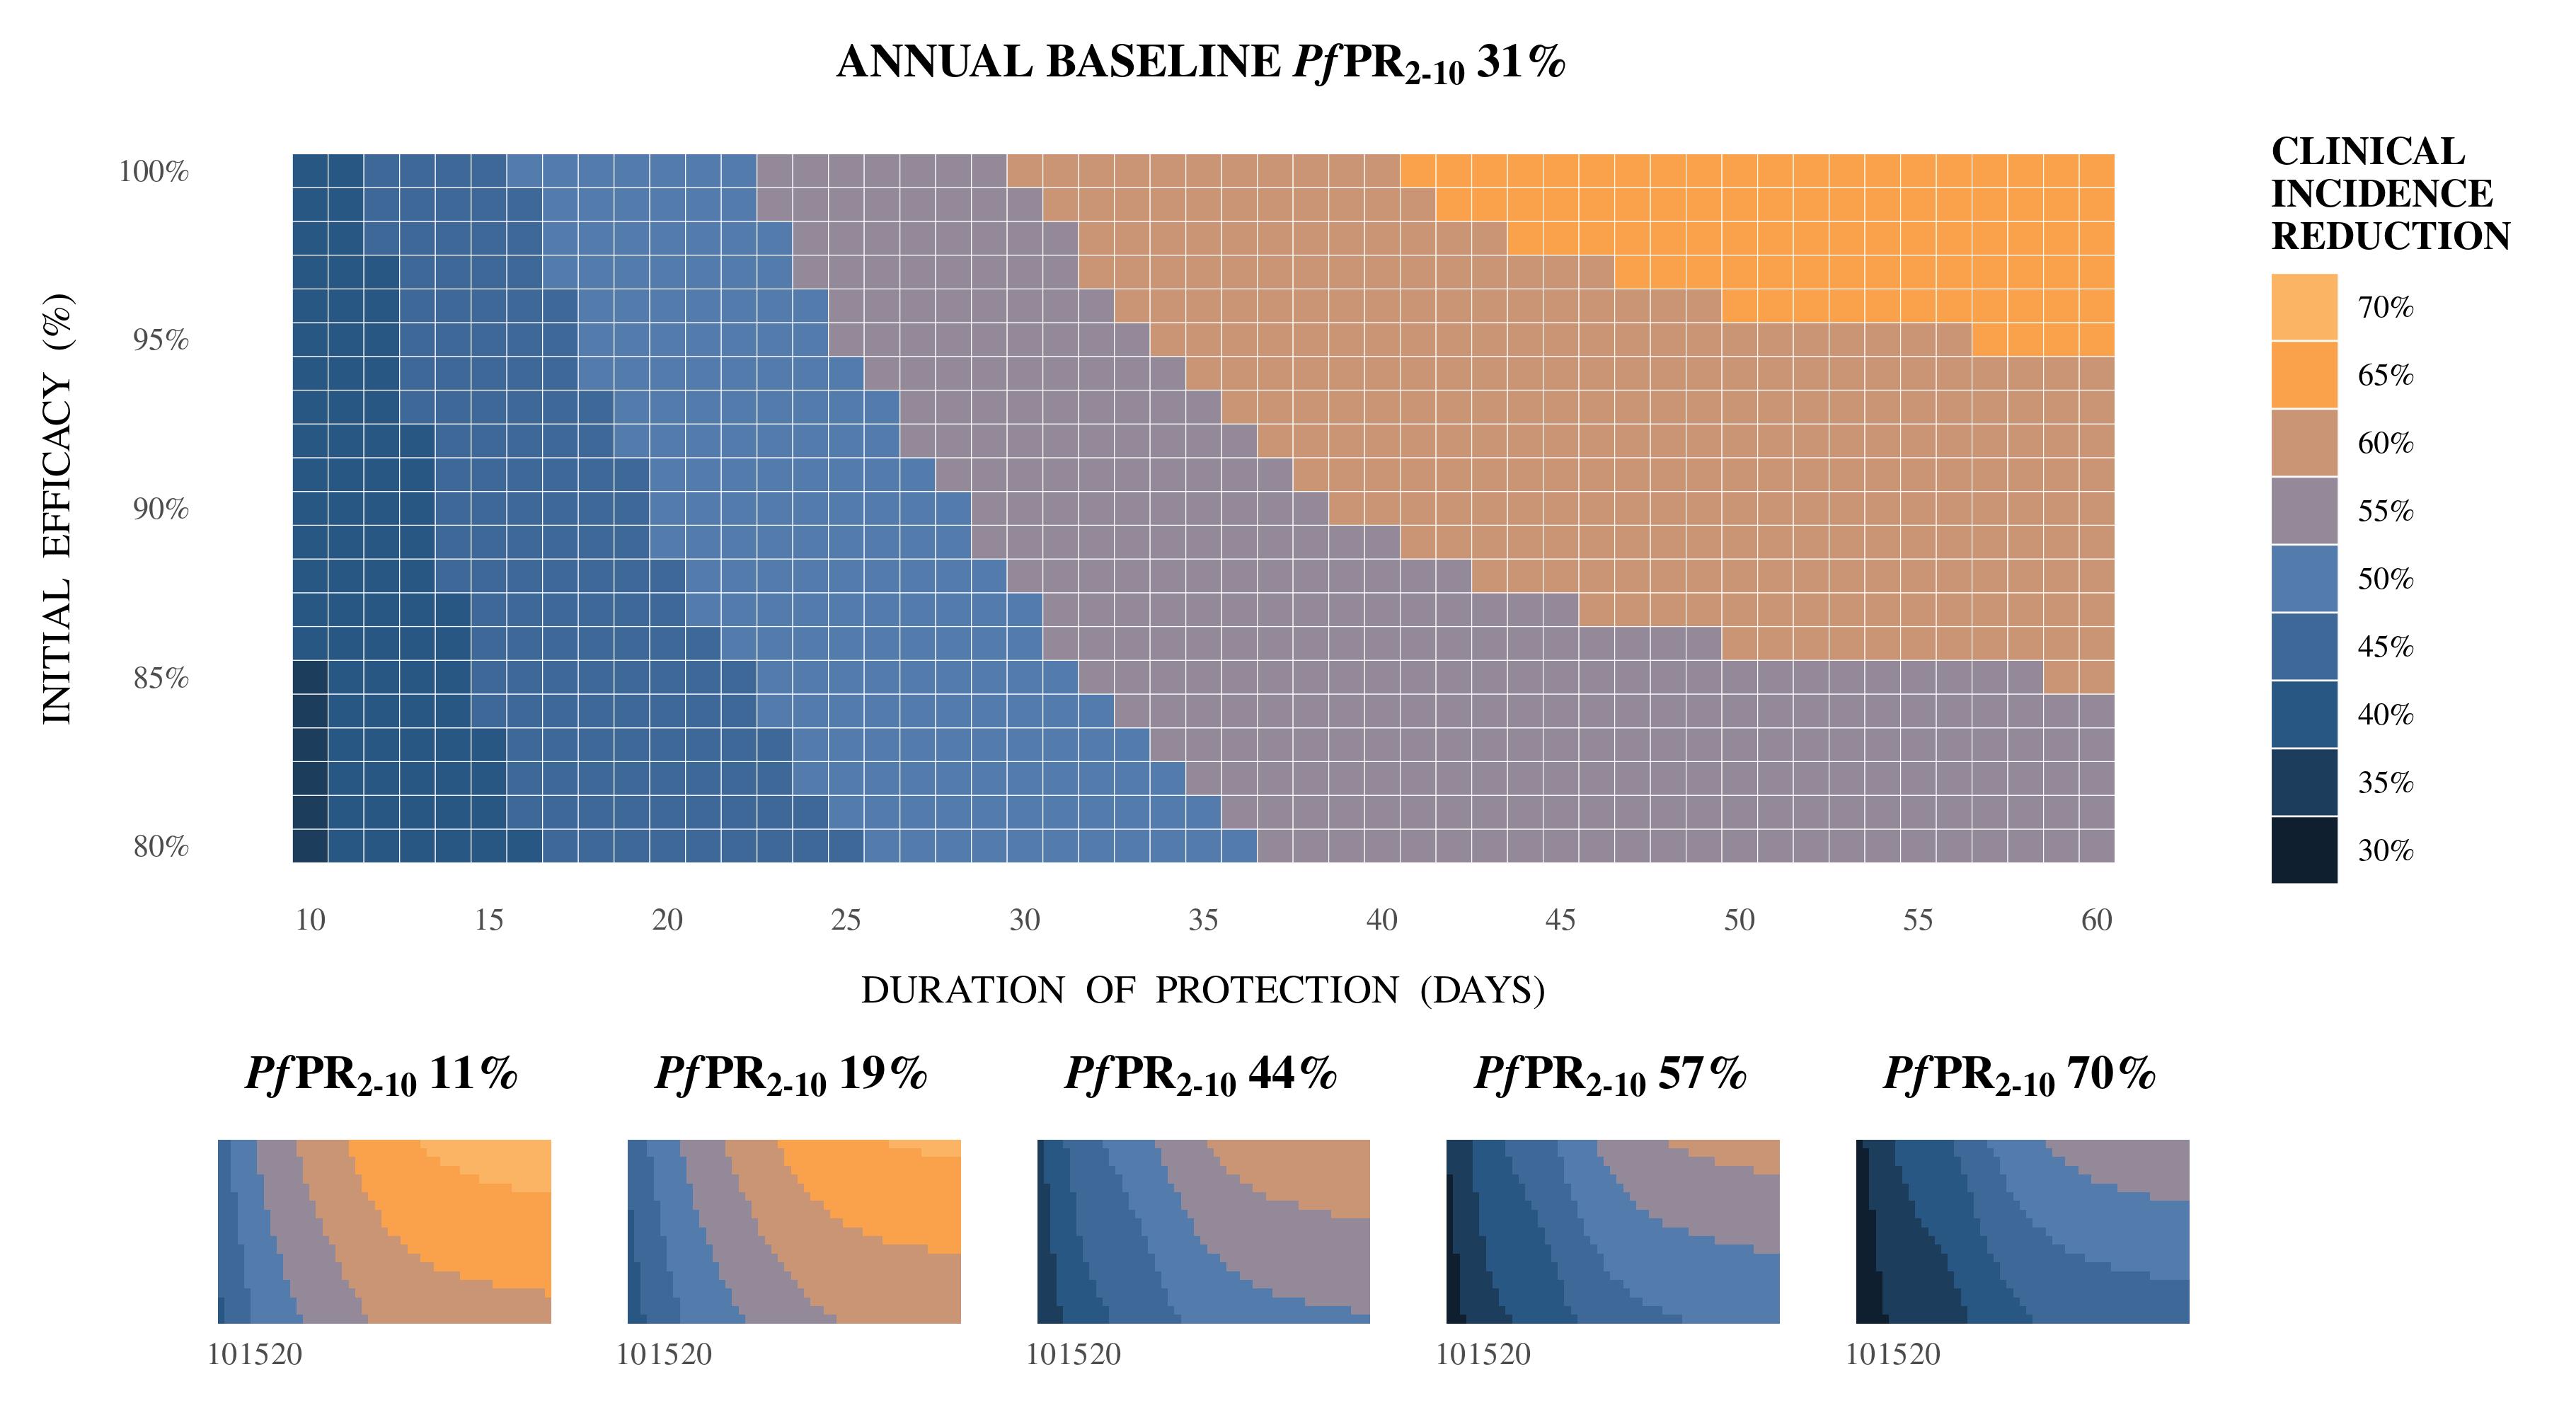 ANNUAL BASELINE PfPR2-10 31%
INITIAL EFFICACY (%)
100%
95%
90%
85%
80%
10 15 20 25 30 35 40 45 50 55 60
DURATION OF PROTECTION (DAYS)
CLINICAL
INCIDENCE
REDUCTION
70%
65%
60%
55%
50%
45%
40%
35%
30%
PfPR2-10 11% PfPR2-10 19% PfPR2-10 44% PfPR2-10 57% PfPR2-10 70%
101520 101520 101520 101520 101520